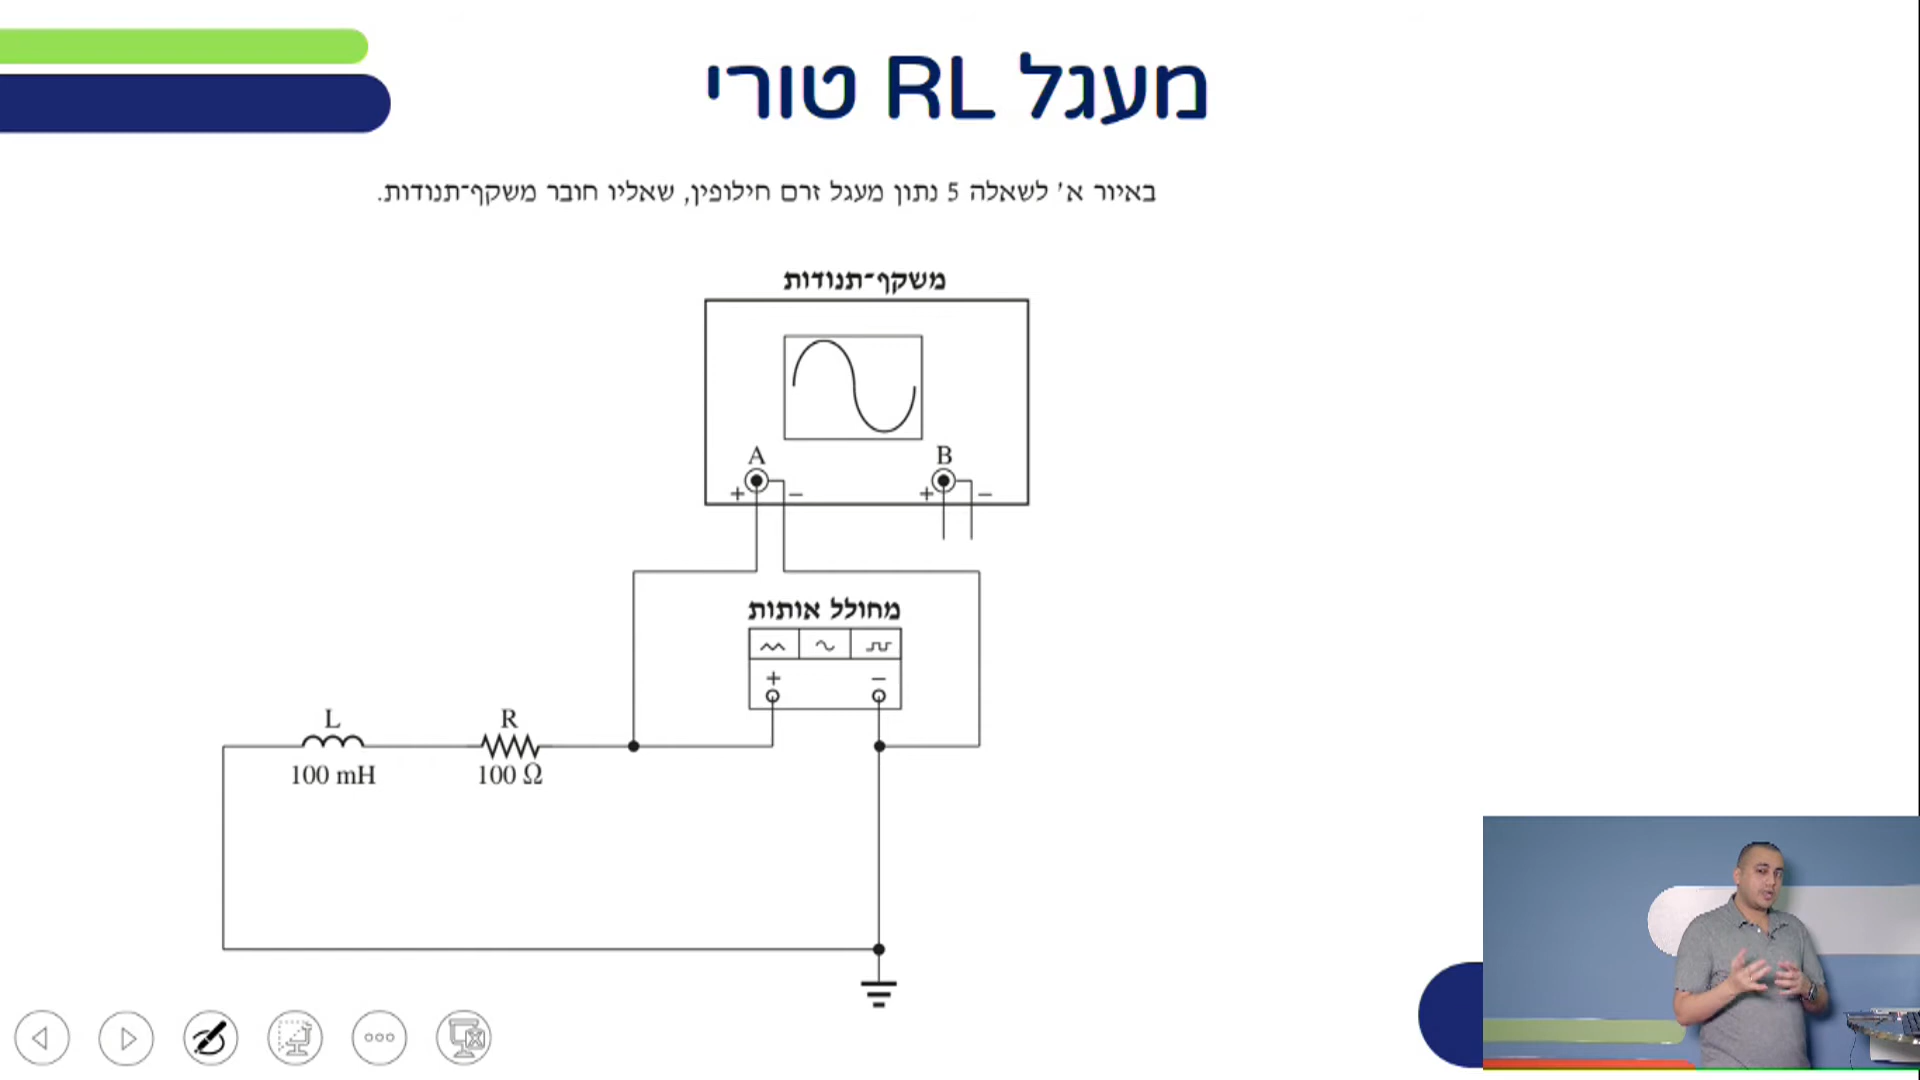 מעגל RL טורי
באיור א' לשאלה 5 נתון מעגל זרם חילופין, שאליו חובר משקף־תנודות.
משקף־תנודות
A B
+ − + −
מחולל אותות
+ −
L R
100 mH 100 Ω